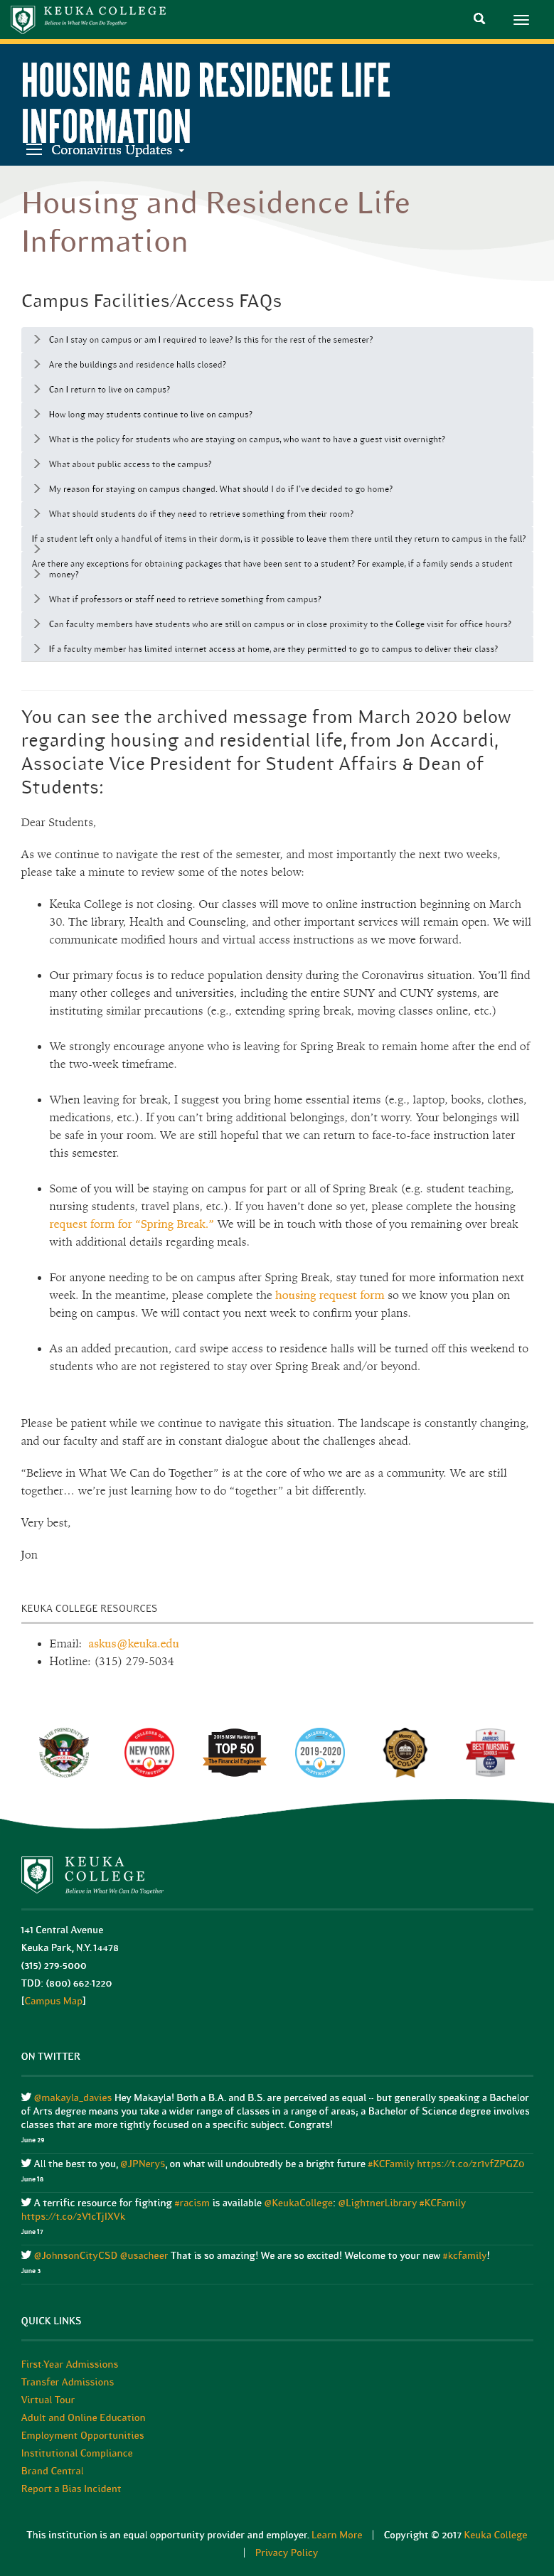 KEUKA COLLEGE
Believe in What We Can Do Together
HOUSING AND RESIDENCE LIFE
INFORMATION
Coronavirus Updates
Housing and Residence Life
Information
Campus Facilities/Access FAQs
Can I stay on campus or am I required to leave? Is this for the rest of the semester?
Are the buildings and residence halls closed?
Can I return to live on campus?
How long may students continue to live on campus?
What is the policy for students who are staying on campus, who want to have a guest visit overnight?
What about public access to the campus?
My reason for staying on campus changed. What should I do if I've decided to go home?
What should students do if they need to retrieve something from their room?
If a student left only a handful of items in their dorm, is it possible to leave them there until they return to campus in the fall?
Are there any exceptions for obtaining packages that have been sent to a student? For example, if a family sends a student
money?
What if professors or staff need to retrieve something from campus?
Can faculty members have students who are still on campus or in close proximity to the College visit for office hours?
If a faculty member has limited internet access at home, are they permitted to go to campus to deliver their class?
You can see the archived message from March 2020 below
regarding housing and residential life, from Jon Accardi,
Associate Vice President for Student Affairs & Dean of
Students:
Dear Students,
As we continue to navigate the rest of the semester, and most importantly the next two weeks,
please take a minute to review some of the notes below:
• Keuka College is not closing. Our classes will move to online instruction beginning on March
30. The library, Health and Counseling, and other important services will remain open. We will
communicate modified hours and virtual access instructions as we move forward.
• Our primary focus is to reduce population density during the Coronavirus situation. You'll find
many other colleges and universities, including the entire SUNY and CUNY systems, are
instituting similar precautions (e.g., extending spring break, moving classes online, etc.)
• We strongly encourage anyone who is leaving for Spring Break to remain home after the end of
the two-week timeframe.
• When leaving for break, I suggest you bring home essential items (e.g., laptop, books, clothes,
medications, etc.). If you can't bring additional belongings, don't worry. Your belongings will
be safe in your room. We are still hopeful that we can return to face-to-face instruction later
this semester.
• Some of you will be staying on campus for part or all of Spring Break (e.g. student teaching,
nursing students, travel plans, etc.). If you haven't done so yet, please complete the housing
request form for "Spring Break." We will be in touch with those of you remaining over break
with additional details regarding meals.
• For anyone needing to be on campus after Spring Break, stay tuned for more information next
week. In the meantime, please complete the housing request form so we know you plan on
being on campus. We will contact you next week to confirm your plans.
• As an added precaution, card swipe access to residence halls will be turned off this weekend to
students who are not registered to stay over Spring Break and/or beyond.
Please be patient while we continue to navigate this situation. The landscape is constantly changing,
and our faculty and staff are in constant dialogue about the challenges ahead.
“Believe in What We Can do Together” is at the core of who we are as a community. We are still
together… we're just learning how to do “together” a bit differently.
Very best,
Jon
KEUKA COLLEGE RESOURCES
• Email: askus@keuka.edu
• Hotline: (315) 279-5034
NEW YORK
2015 MSM Rankings
TOP 50
The Financial Engineer
2019-2020
AMERICA'S
BEST NURSING
SCHOOLS
KEUKA
COLLEGE
Believe in What We Can Do Together
141 Central Avenue
Keuka Park, N.Y. 14478
(315) 279-5000
TDD: (800) 662-1220
[Campus Map]
ON TWITTER
@makayla_davies Hey Makayla! Both a B.A. and B.S. are perceived as equal -- but generally speaking a Bachelor
of Arts degree means you take a wider range of classes in a range of areas; a Bachelor of Science degree involves
classes that are more tightly focused on a specific subject. Congrats!
June 29
All the best to you, @JPNery5, on what will undoubtedly be a bright future #KCFamily https://t.co/zr1vfZPGZ0
June 18
A terrific resource for fighting #racism is available @KeukaCollege: @LightnerLibrary #KCFamily
https://t.co/2V1cTjIXVk
June 17
@JohnsonCityCSD @usacheer That is so amazing! We are so excited! Welcome to your new #kcfamily!
June 3
QUICK LINKS
First-Year Admissions
Transfer Admissions
Virtual Tour
Adult and Online Education
Employment Opportunities
Institutional Compliance
Brand Central
Report a Bias Incident
This institution is an equal opportunity provider and employer. Learn More | Copyright © 2017 Keuka College
| Privacy Policy